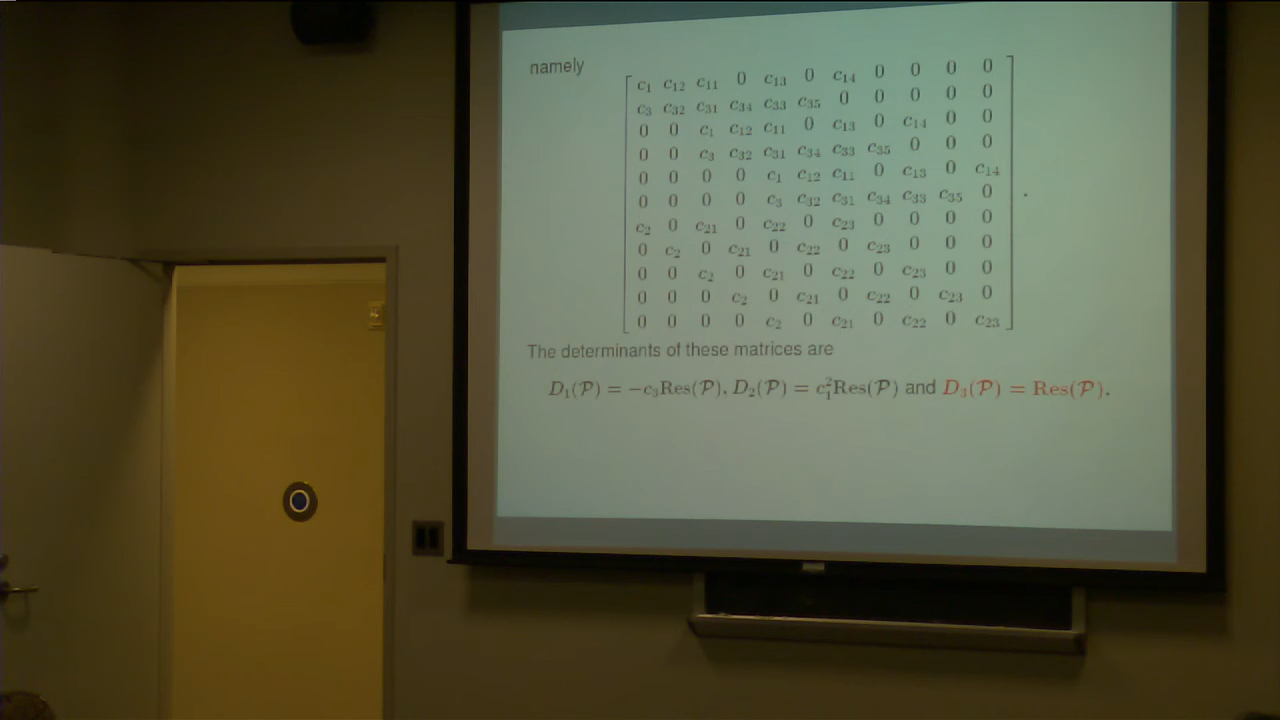 namely
c₁ c₁₂ c₁₁ 0 c₁₃ 0 c₁₄ 0 0 0 0
c₃ c₃₂ c₃₁ c₃₄ c₃₃ c₃₅ 0 0 0 0 0
0 0 c₁ c₁₂ c₁₁ 0 c₁₃ 0 c₁₄ 0 0
0 0 c₃ c₃₂ c₃₁ c₃₄ c₃₃ c₃₅ 0 0 0
0 0 0 0 c₁ c₁₂ c₁₁ 0 c₁₃ 0 c₁₄
0 0 0 0 c₃ c₃₂ c₃₁ c₃₄ c₃₃ c₃₅ 0
c₂ 0 c₂₁ 0 c₂₂ 0 c₂₃ 0 0 0 0
0 c₂ 0 c₂₁ 0 c₂₂ 0 c₂₃ 0 0 0
0 0 c₂ 0 c₂₁ 0 c₂₂ 0 c₂₃ 0 0
0 0 0 c₂ 0 c₂₁ 0 c₂₂ 0 c₂₃ 0
0 0 0 0 c₂ 0 c₂₁ 0 c₂₂ 0 c₂₃ .
The determinants of these matrices are
D₁(𝒫) = −c₃Res(𝒫), D₂(𝒫) = c₁²Res(𝒫) and D₃(𝒫) = Res(𝒫).